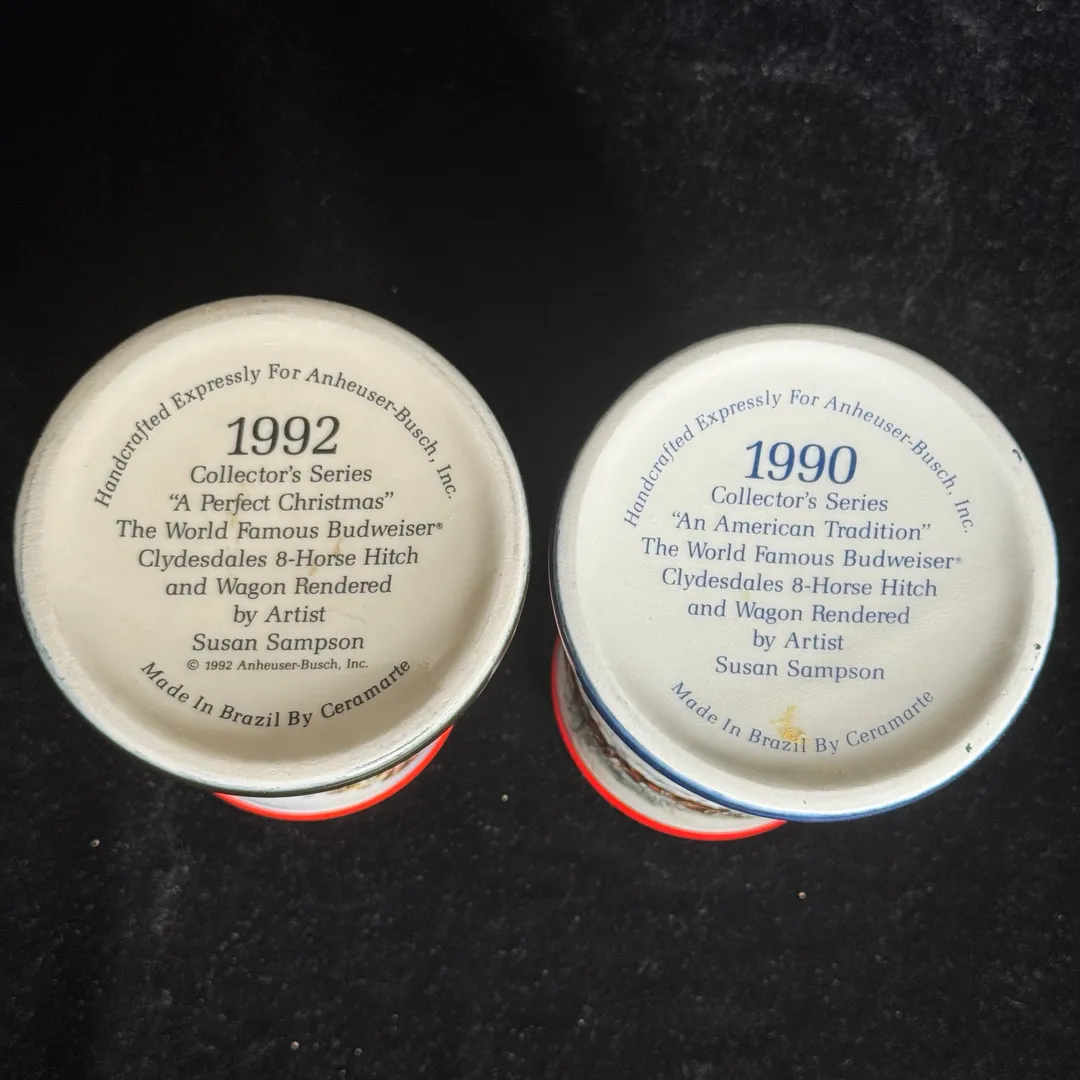 Handcrafted Expressly For Anheuser-Busch, Inc.
1992
Collector's Series
“A Perfect Christmas”
The World Famous Budweiser®
Clydesdales 8-Horse Hitch
and Wagon Rendered
by Artist
Susan Sampson
© 1992 Anheuser-Busch, Inc.
Made In Brazil By Ceramarte
Handcrafted Expressly For Anheuser-Busch, Inc.
1990
Collector's Series
“An American Tradition”
The World Famous Budweiser®
Clydesdales 8-Horse Hitch
and Wagon Rendered
by Artist
Susan Sampson
Made In Brazil By Ceramarte